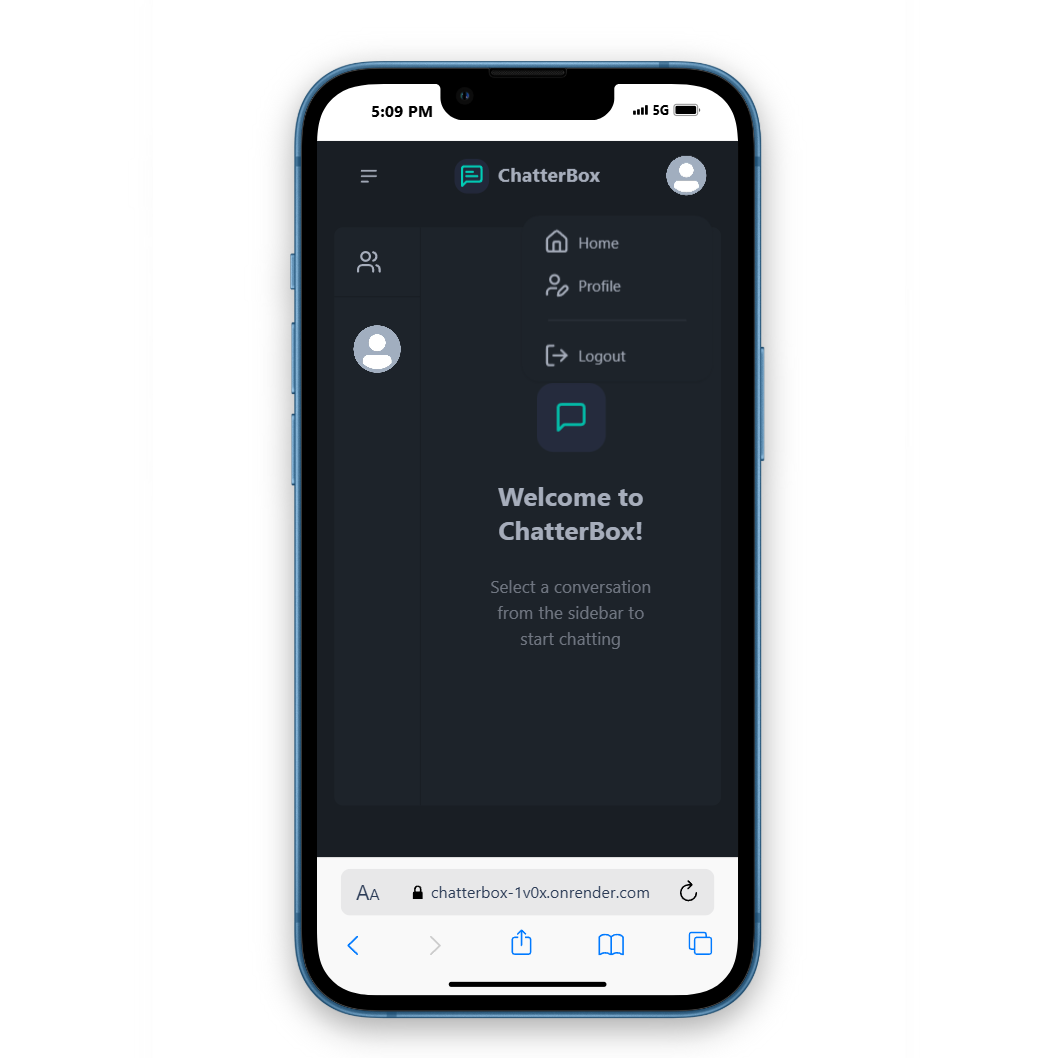 5:09 PM
5G
ChatterBox
Home
Profile
Logout
Welcome to
ChatterBox!
Select a conversation
from the sidebar to
start chatting
AA
chatterbox-1v0x.onrender.com